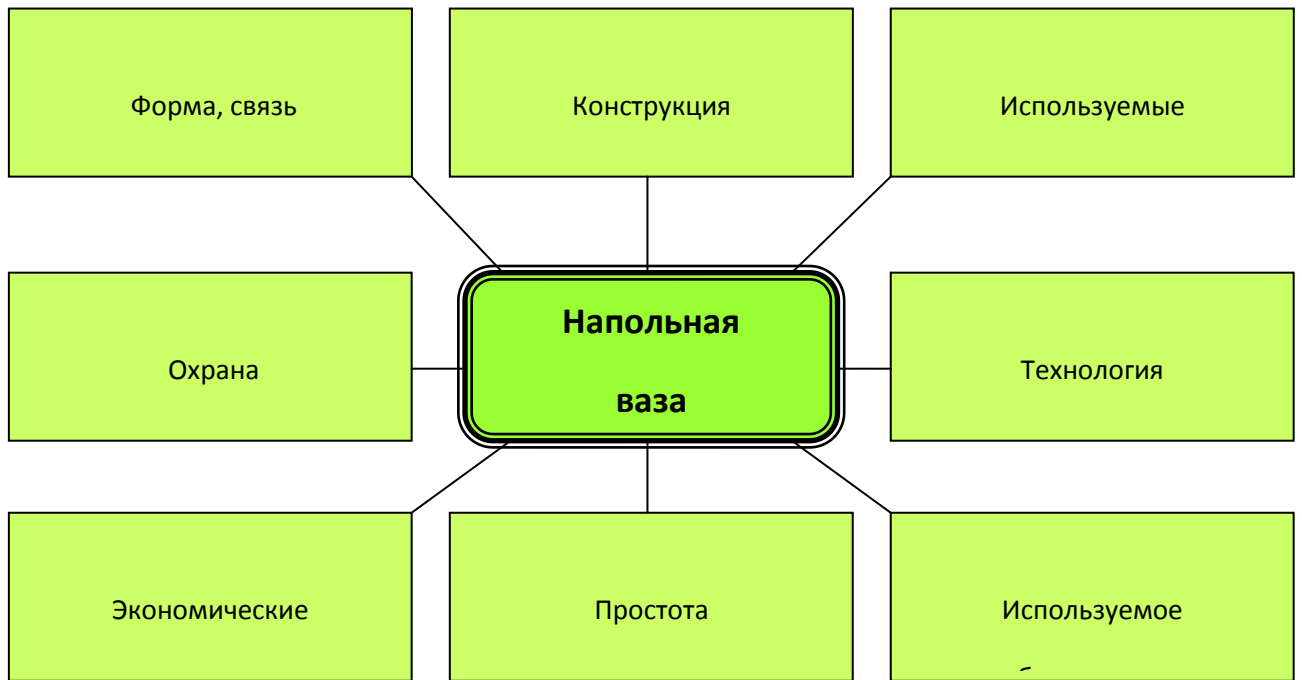 Форма, связь
Конструкция
Используемые
Охрана
Напольная
ваза
Технология
Экономические
Простота
Используемое